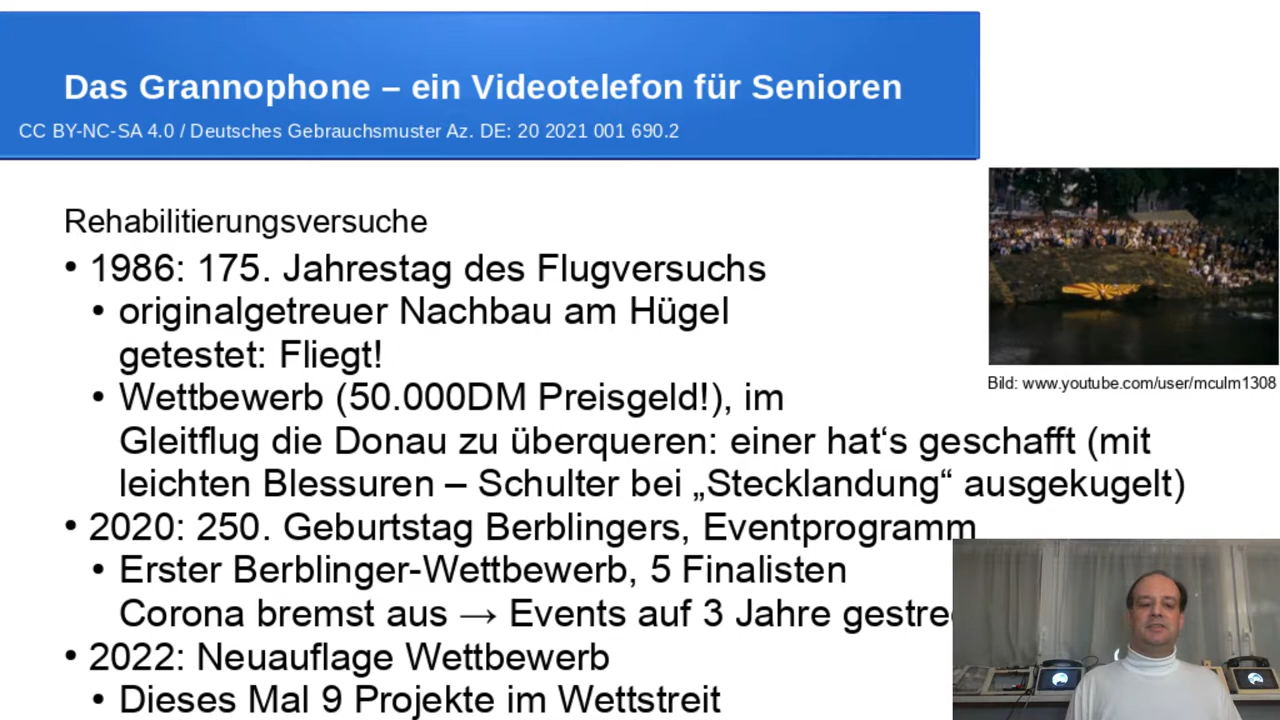 Das Grannophone – ein Videotelefon für Senioren
CC BY-NC-SA 4.0 / Deutsches Gebrauchsmuster Az. DE: 20 2021 001 690.2
Rehabilitierungsversuche
• 1986: 175. Jahrestag des Flugversuchs
• originalgetreuer Nachbau am Hügel
getestet: Fliegt!
• Wettbewerb (50.000DM Preisgeld!), im
Gleitflug die Donau zu überqueren: einer hat‘s geschafft (mit
leichten Blessuren – Schulter bei „Stecklandung“ ausgekugelt)
• 2020: 250. Geburtstag Berblingers, Eventprogramm
• Erster Berblinger-Wettbewerb, 5 Finalisten
Corona bremst aus → Events auf 3 Jahre
• 2022: Neuauflage Wettbewerb
• Dieses Mal 9 Projekte im Wettstreit
Bild: www.youtube.com/user/mculm1308